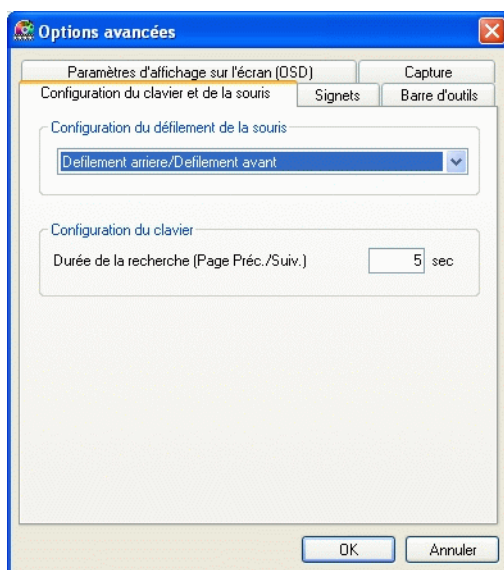 Options avancées
Paramètres d'affichage sur l'écran (OSD)
Capture
Configuration du clavier et de la souris
Signets
Barre d'outils
Configuration du défilement de la souris
Defilement arriere/Defilement avant
Configuration du clavier
Durée de la recherche (Page Préc./Suiv.)
5 sec
OK
Annuler